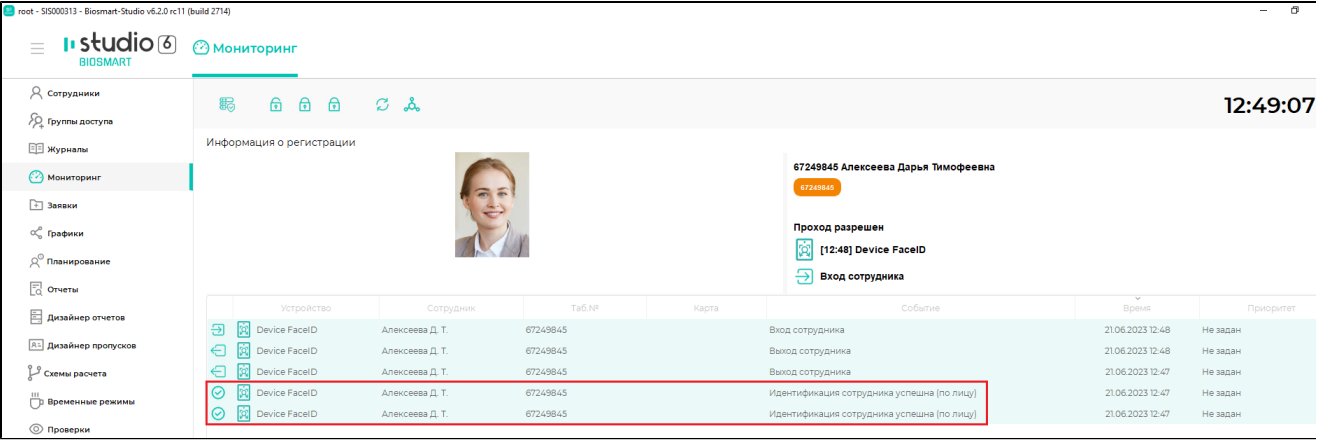 root - SIS000313 - Biosmart-Studio v6.2.0 rc11 (build 2714)
studio 6
BIOSMART
Мониторинг
Сотрудники
Группы доступа
Журналы
Мониторинг
Заявки
Графики
Планирование
Отчеты
Дизайнер отчетов
Дизайнер пропусков
Схемы расчета
Временные режимы
Проверки
12:49:07
Информация о регистрации
67249845 Алексеева Дарья Тимофеевна
67249845
Проход разрешен
[12:48] Device FaceID
Вход сотрудника
Устройство Сотрудник Таб.№ Карта Событие Время Приоритет
Device FaceID Алексеева Д. Т. 67249845 Вход сотрудника 21.06.2023 12:48 Не задан
Device FaceID Алексеева Д. Т. 67249845 Выход сотрудника 21.06.2023 12:48 Не задан
Device FaceID Алексеева Д. Т. 67249845 Выход сотрудника 21.06.2023 12:47 Не задан
Device FaceID Алексеева Д. Т. 67249845 Идентификация сотрудника успешна (по лицу) 21.06.2023 12:47 Не задан
Device FaceID Алексеева Д. Т. 67249845 Идентификация сотрудника успешна (по лицу) 21.06.2023 12:47 Не задан